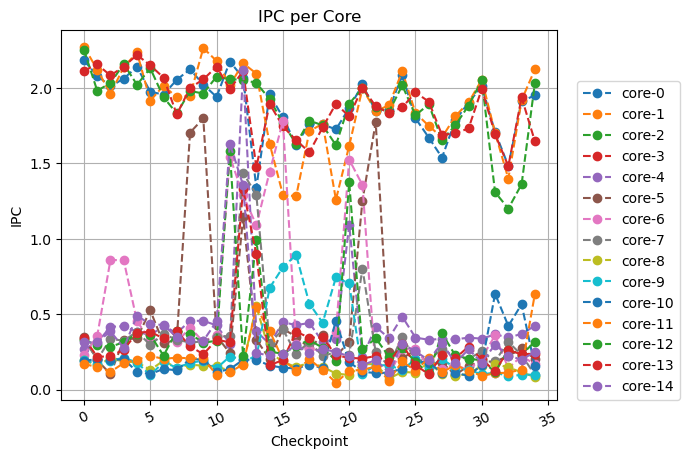 IPC per Core
IPC
2.0
1.5
1.0
0.5
0.0
0
5
10
15
20
25
30
35
Checkpoint
core-0
core-1
core-2
core-3
core-4
core-5
core-6
core-7
core-8
core-9
core-10
core-11
core-12
core-13
core-14